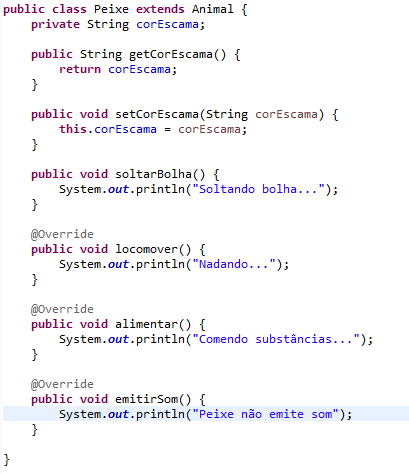 public class Peixe extends Animal {
private String corEscama;
public String getCorEscama() {
return corEscama;
}
public void setCorEscama(String corEscama) {
this.corEscama = corEscama;
}
public void soltarBolha() {
System.out.println("Soltando bolha...");
}
@Override
public void locomover() {
System.out.println("Nadando...");
}
@Override
public void alimentar() {
System.out.println("Comendo substâncias...");
}
@Override
public void emitirSom() {
System.out.println("Peixe não emite som");
}
}